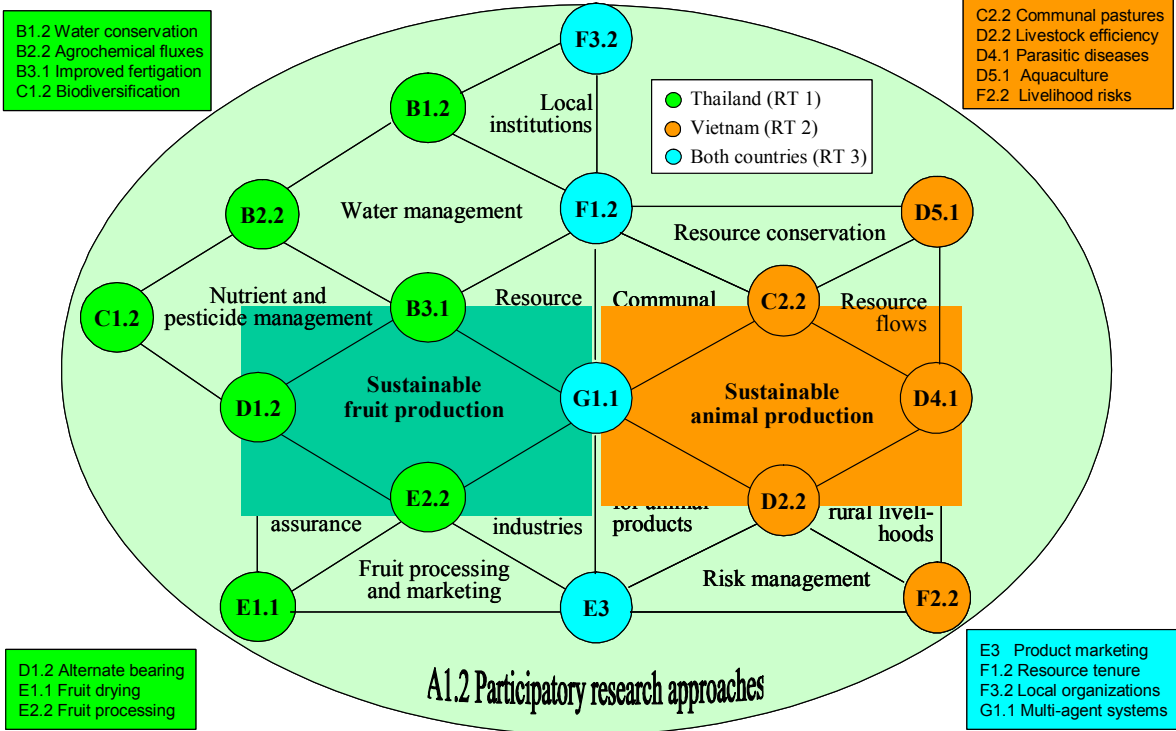 B1.2 Water conservation
B2.2 Agrochemical fluxes
B3.1 Improved fertigation
C1.2 Biodiversification
C2.2 Communal pastures
D2.2 Livestock efficiency
D4.1 Parasitic diseases
D5.1 Aquaculture
F2.2 Livelihood risks
F3.2
Thailand (RT 1)
Vietnam (RT 2)
Both countries (RT 3)
B1.2
Local
institutions
B2.2
Water management
F1.2
D5.1
Resource conservation
C1.2
Nutrient and
pesticide management
B3.1
Resource
Communal
C2.2
Resource
flows
D1.2
Sustainable
fruit production
G1.1
Sustainable
animal production
D4.1
E2.2
D2.2
assurance
industries
for animal
products
rural liveli-
hoods
E1.1
Fruit processing
and marketing
E3
Risk management
F2.2
A1.2 Participatory research approaches
D1.2 Alternate bearing
E1.1 Fruit drying
E2.2 Fruit processing
E3 Product marketing
F1.2 Resource tenure
F3.2 Local organizations
G1.1 Multi-agent systems